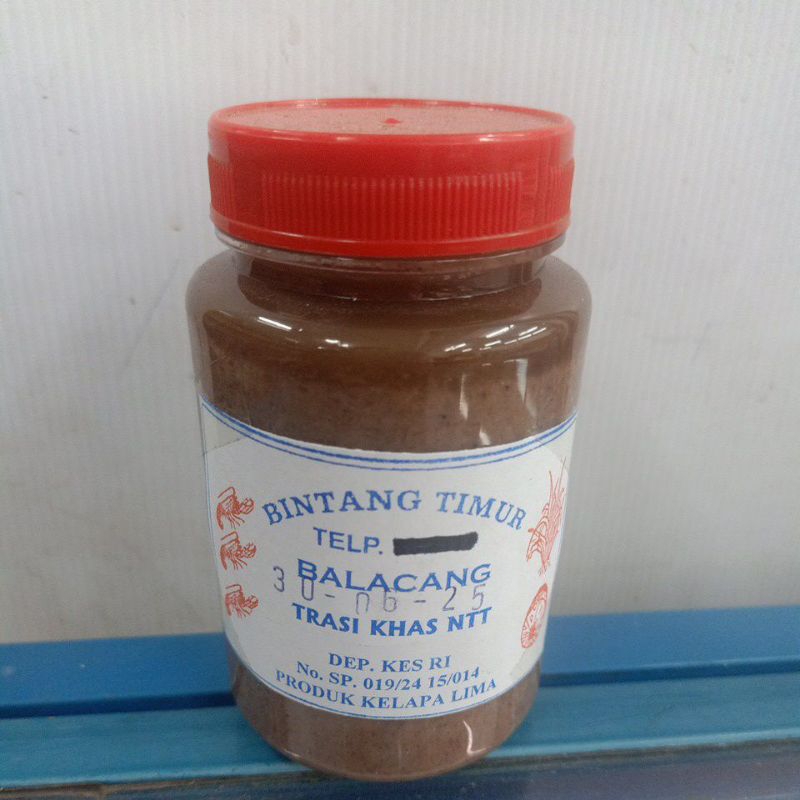 BINTANG TIMUR
TELP.
BALACANG
30-06-25
TRASI KHAS NTT
DEP. KES RI
No. SP. 019/24 15/014
PRODUK KELAPA LIMA